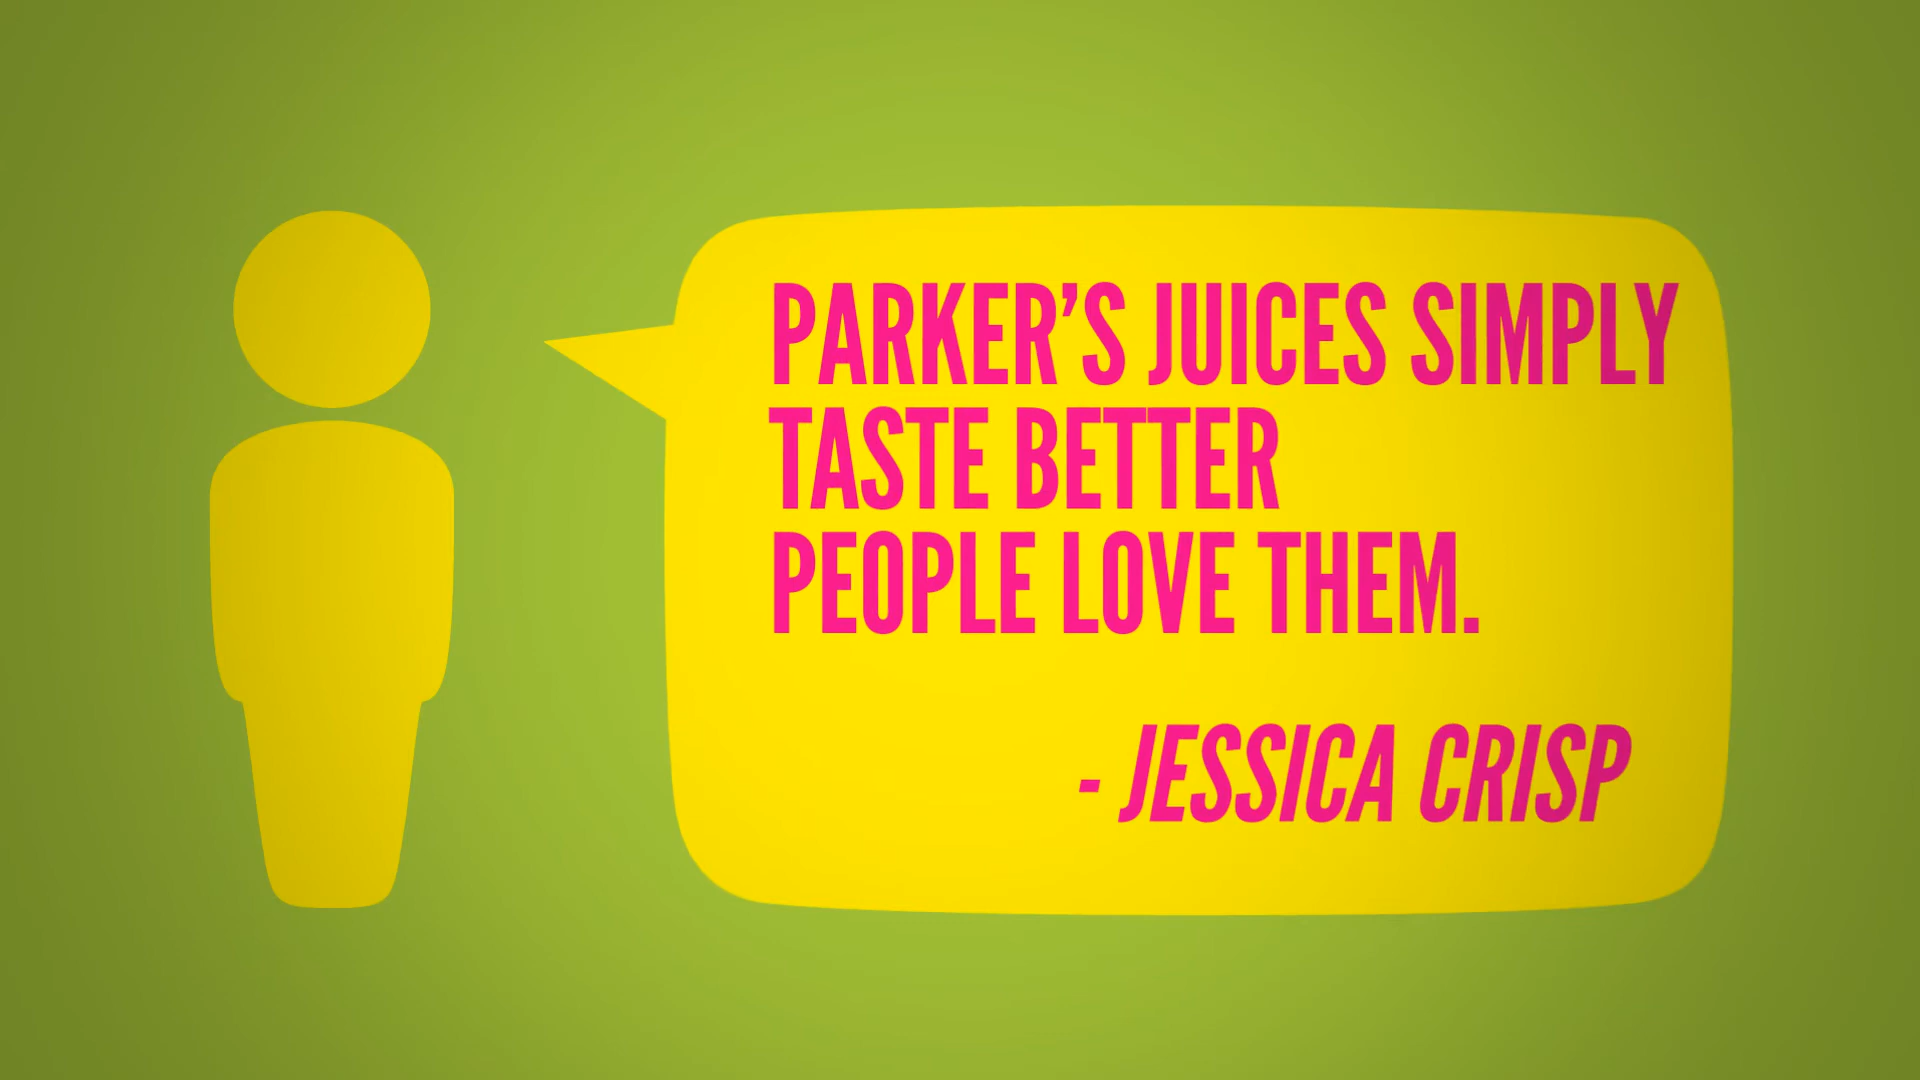 PARKER’S JUICES SIMPLY
TASTE BETTER
PEOPLE LOVE THEM.
- JESSICA CRISP